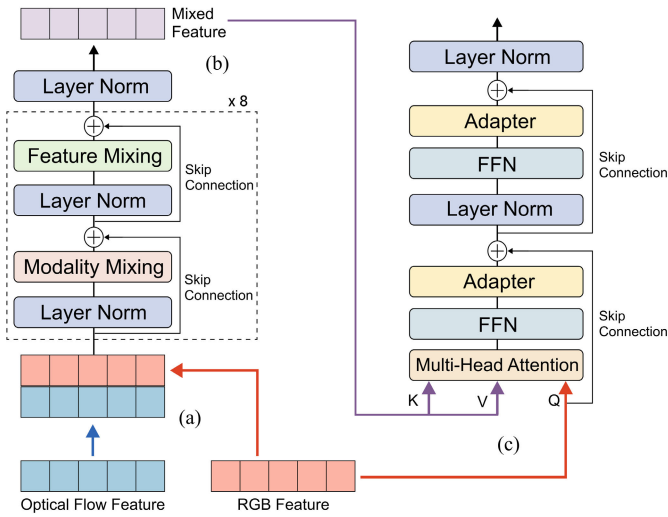 Mixed
Feature
(b)
Layer Norm
x 8
Feature Mixing
Skip
Connection
Layer Norm
Modality Mixing
Skip
Connection
Layer Norm
(a)
Optical Flow Feature
RGB Feature
Layer Norm
Adapter
FFN
Skip
Connection
Layer Norm
Adapter
FFN
Skip
Connection
Multi-Head Attention
K
V
Q
(c)